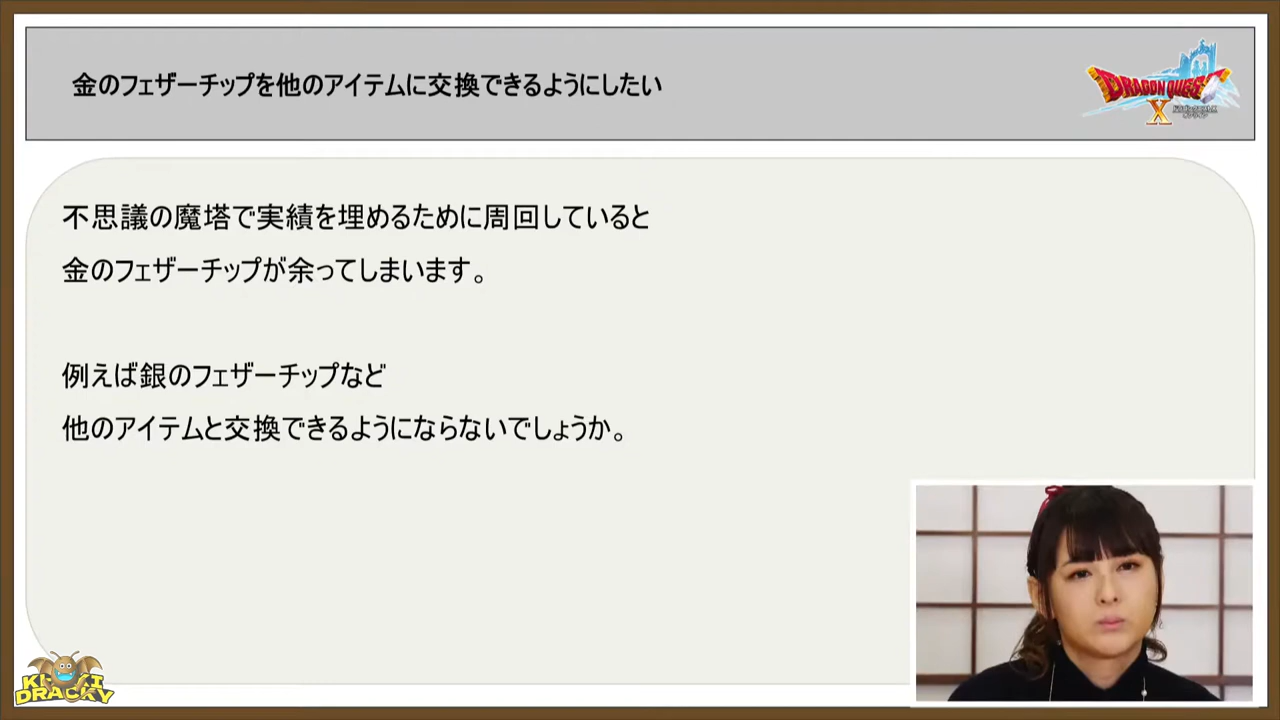 金のフェザーチップを他のアイテムに交換できるようにしたい
DRAGON QUEST
X
不思議の魔塔で実績を埋めるために周回していると
金のフェザーチップが余ってしまいます。
例えば銀のフェザーチップなど
他のアイテムと交換できるようにならないでしょうか。
DRACKY